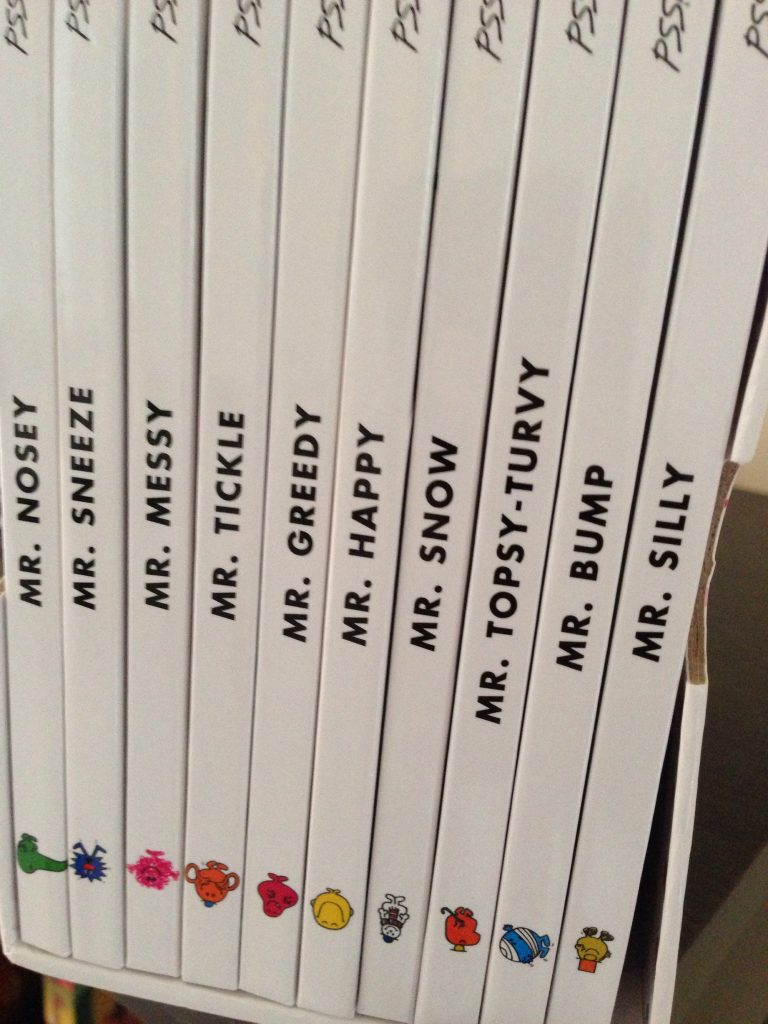 MR. NOSEY
MR. SNEEZE
MR. MESSY
MR. TICKLE
MR. GREEDY
MR. HAPPY
MR. SNOW
MR. TOPSY-TURVY
MR. BUMP
MR. SILLY